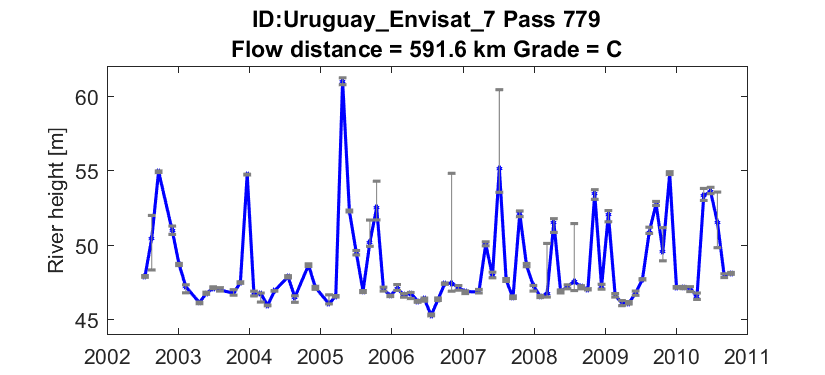 ID:Uruguay_Envisat_7 Pass 779
Flow distance = 591.6 km Grade = C
River height [m]
60
55
50
45
2002 2003 2004 2005 2006 2007 2008 2009 2010 2011